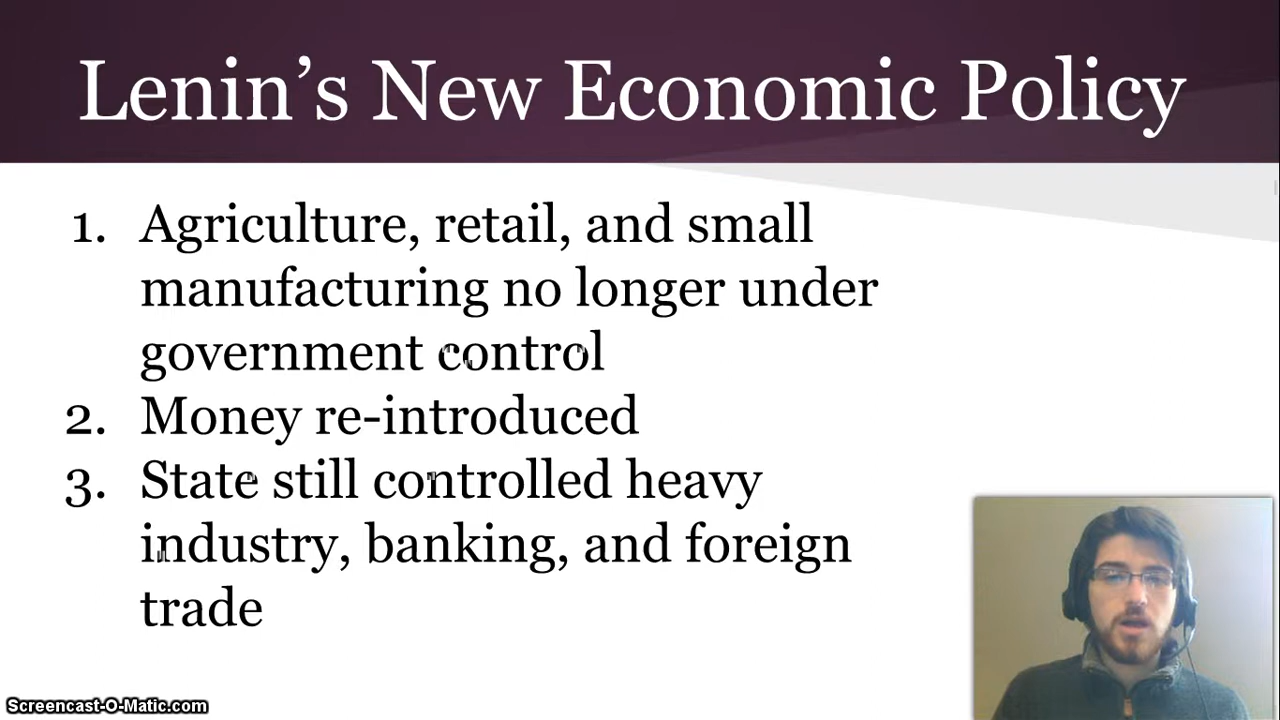 Lenin’s New Economic Policy
1. Agriculture, retail, and small
manufacturing no longer under
government control
2. Money re-introduced
3. State still controlled heavy
industry, banking, and foreign
trade
Screencast-O-Matic.com